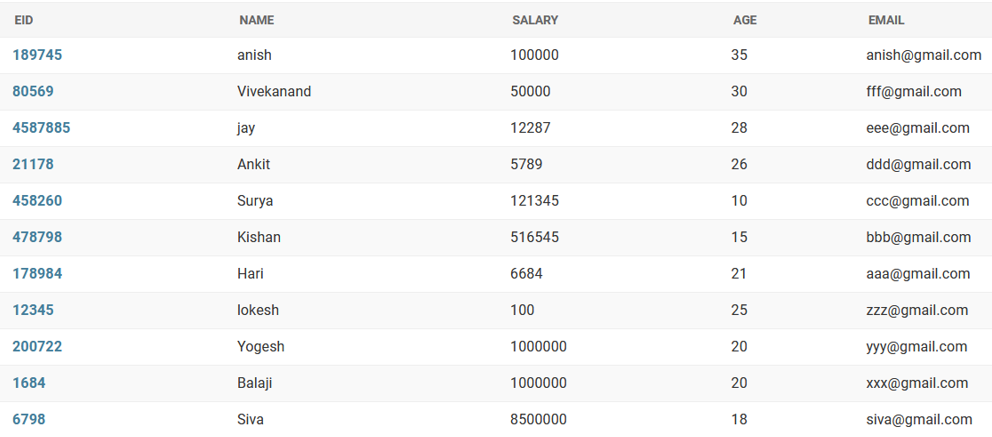 EID NAME SALARY AGE EMAIL
189745 anish 100000 35 anish@gmail.com
80569 Vivekanand 50000 30 fff@gmail.com
4587885 jay 12287 28 eee@gmail.com
21178 Ankit 5789 26 ddd@gmail.com
458260 Surya 121345 10 ccc@gmail.com
478798 Kishan 516545 15 bbb@gmail.com
178984 Hari 6684 21 aaa@gmail.com
12345 lokesh 100 25 zzz@gmail.com
200722 Yogesh 1000000 20 yyy@gmail.com
1684 Balaji 1000000 20 xxx@gmail.com
6798 Siva 8500000 18 siva@gmail.com